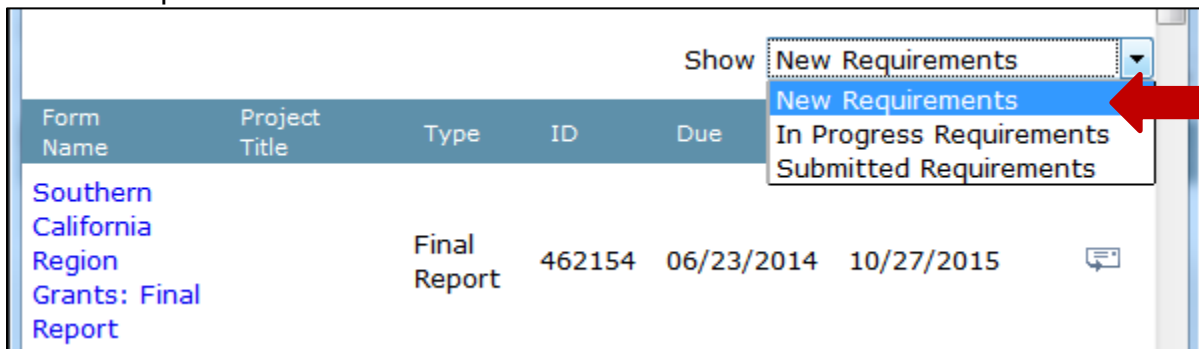 Show New Requirements
New Requirements
In Progress Requirements
Submitted Requirements
Form Name Project Title Type ID Due
Southern
California
Region
Grants: Final
Report
Final
Report
462154 06/23/2014 10/27/2015